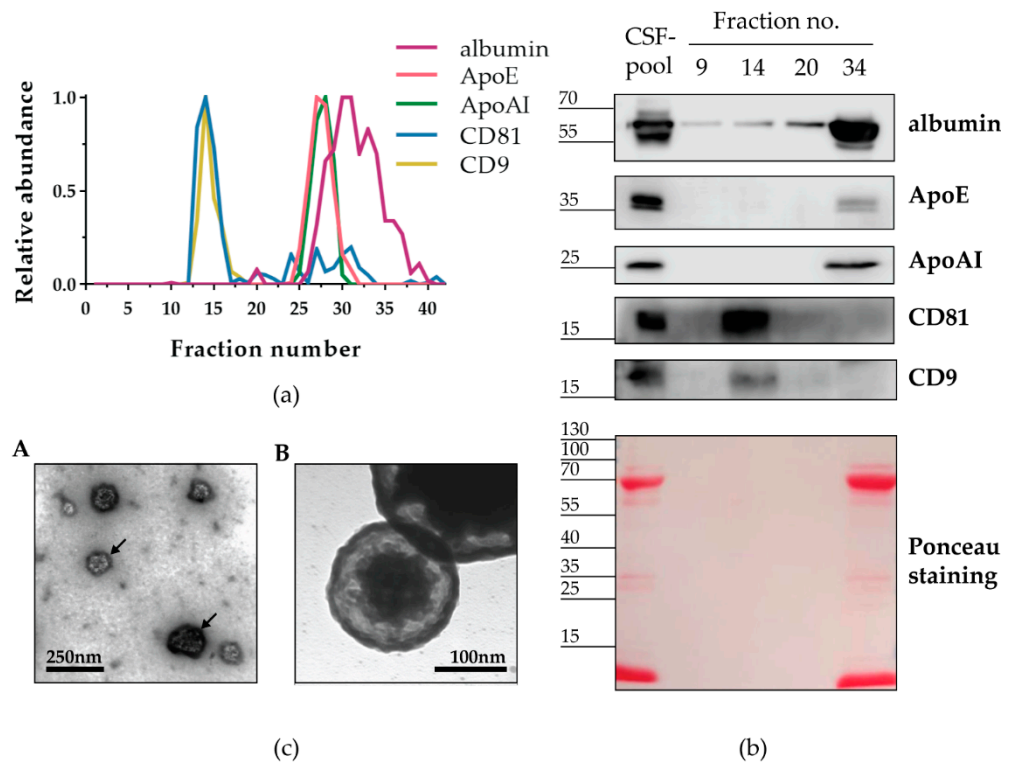 albumin
ApoE
ApoAI
CD81
CD9
Relative abundance
1.0
0.5
0.0
0 5 10 15 20 25 30 35 40
Fraction number
(a)
CSF-pool
Fraction no.
9 14 20 34
70
55
albumin
35
ApoE
25
ApoAI
15
CD81
15
CD9
130
100
70
55
40
35
25
15
Ponceau
staining
(b)
A
250nm
B
100nm
(c)